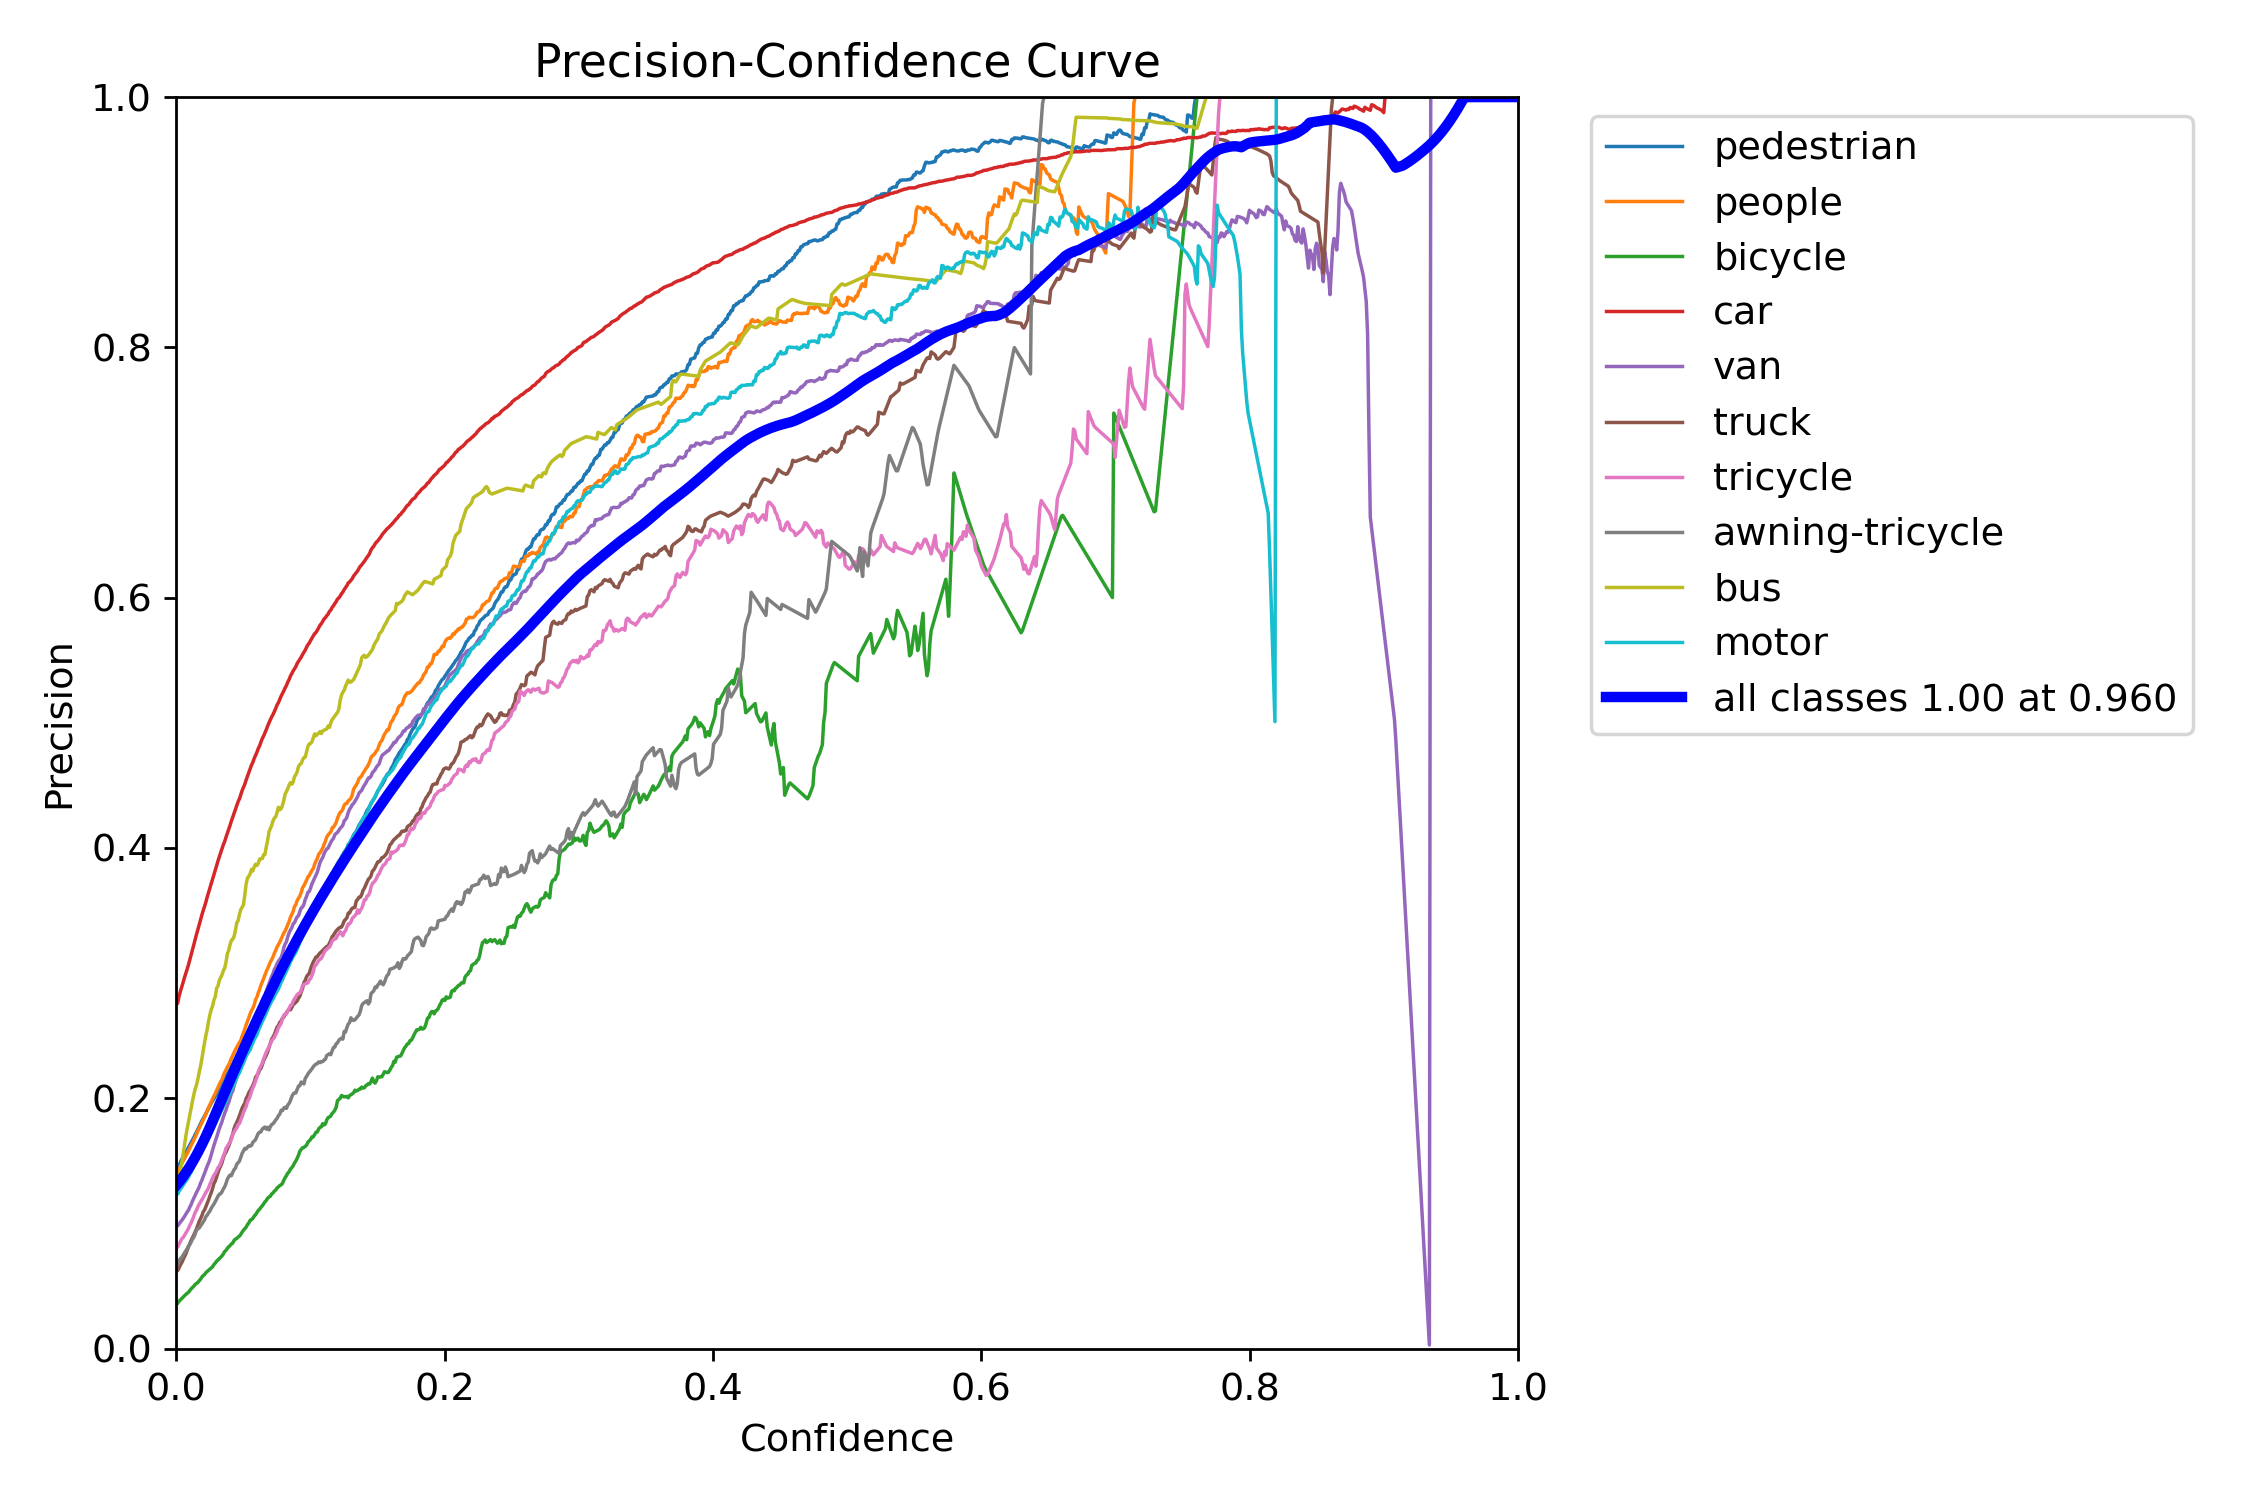 Precision-Confidence Curve
1.0
0.8
0.6
0.4
0.2
0.0
Precision
0.0 0.2 0.4 0.6 0.8 1.0
Confidence
pedestrian
people
bicycle
car
van
truck
tricycle
awning-tricycle
bus
motor
all classes 1.00 at 0.960